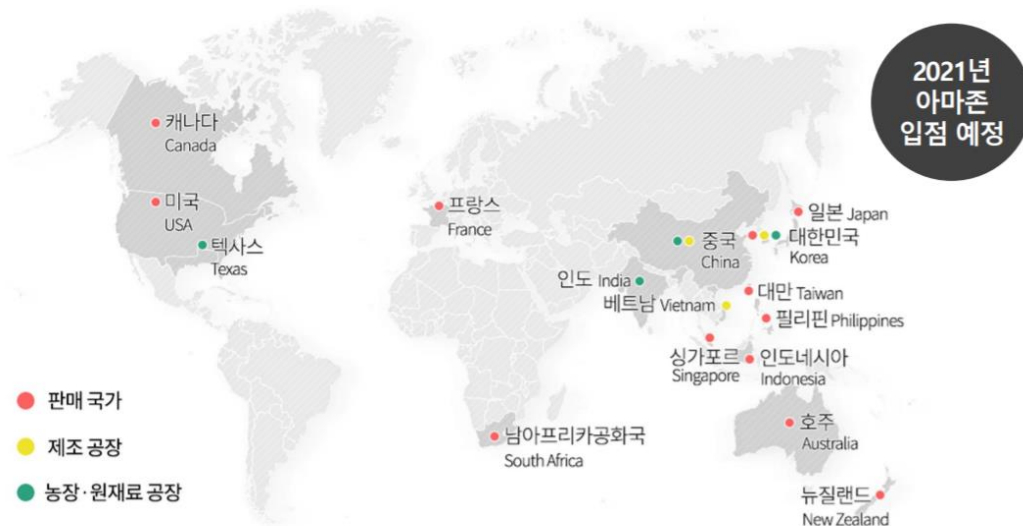 2021년
아마존
입점 예정
캐나다
Canada
미국
USA
텍사스
Texas
프랑스
France
일본 Japan
중국
China
대한민국
Korea
인도 India
베트남 Vietnam
대만 Taiwan
필리핀 Philippines
싱가포르
Singapore
인도네시아
Indonesia
판매 국가
제조 공장
농장·원재료 공장
남아프리카공화국
South Africa
호주
Australia
뉴질랜드
New Zealand